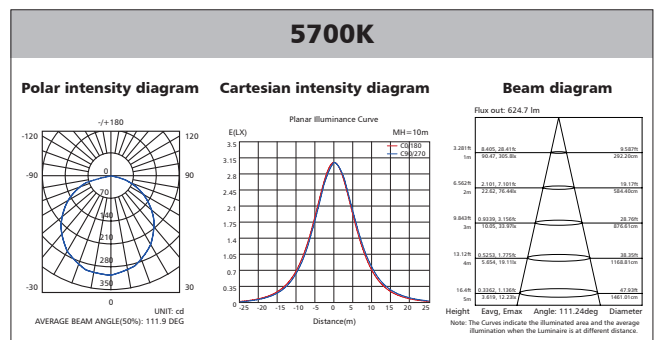 5700K
Polar intensity diagram
-/+180
-120
120
-90
90
0
70
140
210
280
350
-30
30
0
UNIT: cd
AVERAGE BEAM ANGLE(50%): 111.9 DEG
Cartesian intensity diagram
Planar Illuminance Curve
E(LX)
MH=10m
C0/180
C90/270
3.5
3.15
2.8
2.45
2.1
1.75
1.4
1.05
0.7
0.35
0
-25 -20 -15 -10 -5 0 5 10 15 20 25
Distance(m)
Beam diagram
Flux out: 624.7 lm
3.281ft 8.405, 28.41fc 9.587ft
1m 90.47, 305.8lx 292.20cm
6.562ft 2.101, 7.101fc 19.17ft
2m 22.62, 76.44lx 584.40cm
9.843ft 0.9339, 3.156fc 28.76ft
3m 10.05, 33.97lx 876.61cm
13.12ft 0.5253, 1.775fc 38.35ft
4m 5.654, 19.11lx 1168.81cm
16.4ft 0.3362, 1.136fc 47.93ft
5m 3.619, 12.23lx 1461.01cm
Height Eavg, Emax Angle: 111.24deg Diameter
Note: The Curves indicate the illuminated area and the average
illumination when the Luminaire is at different distance.